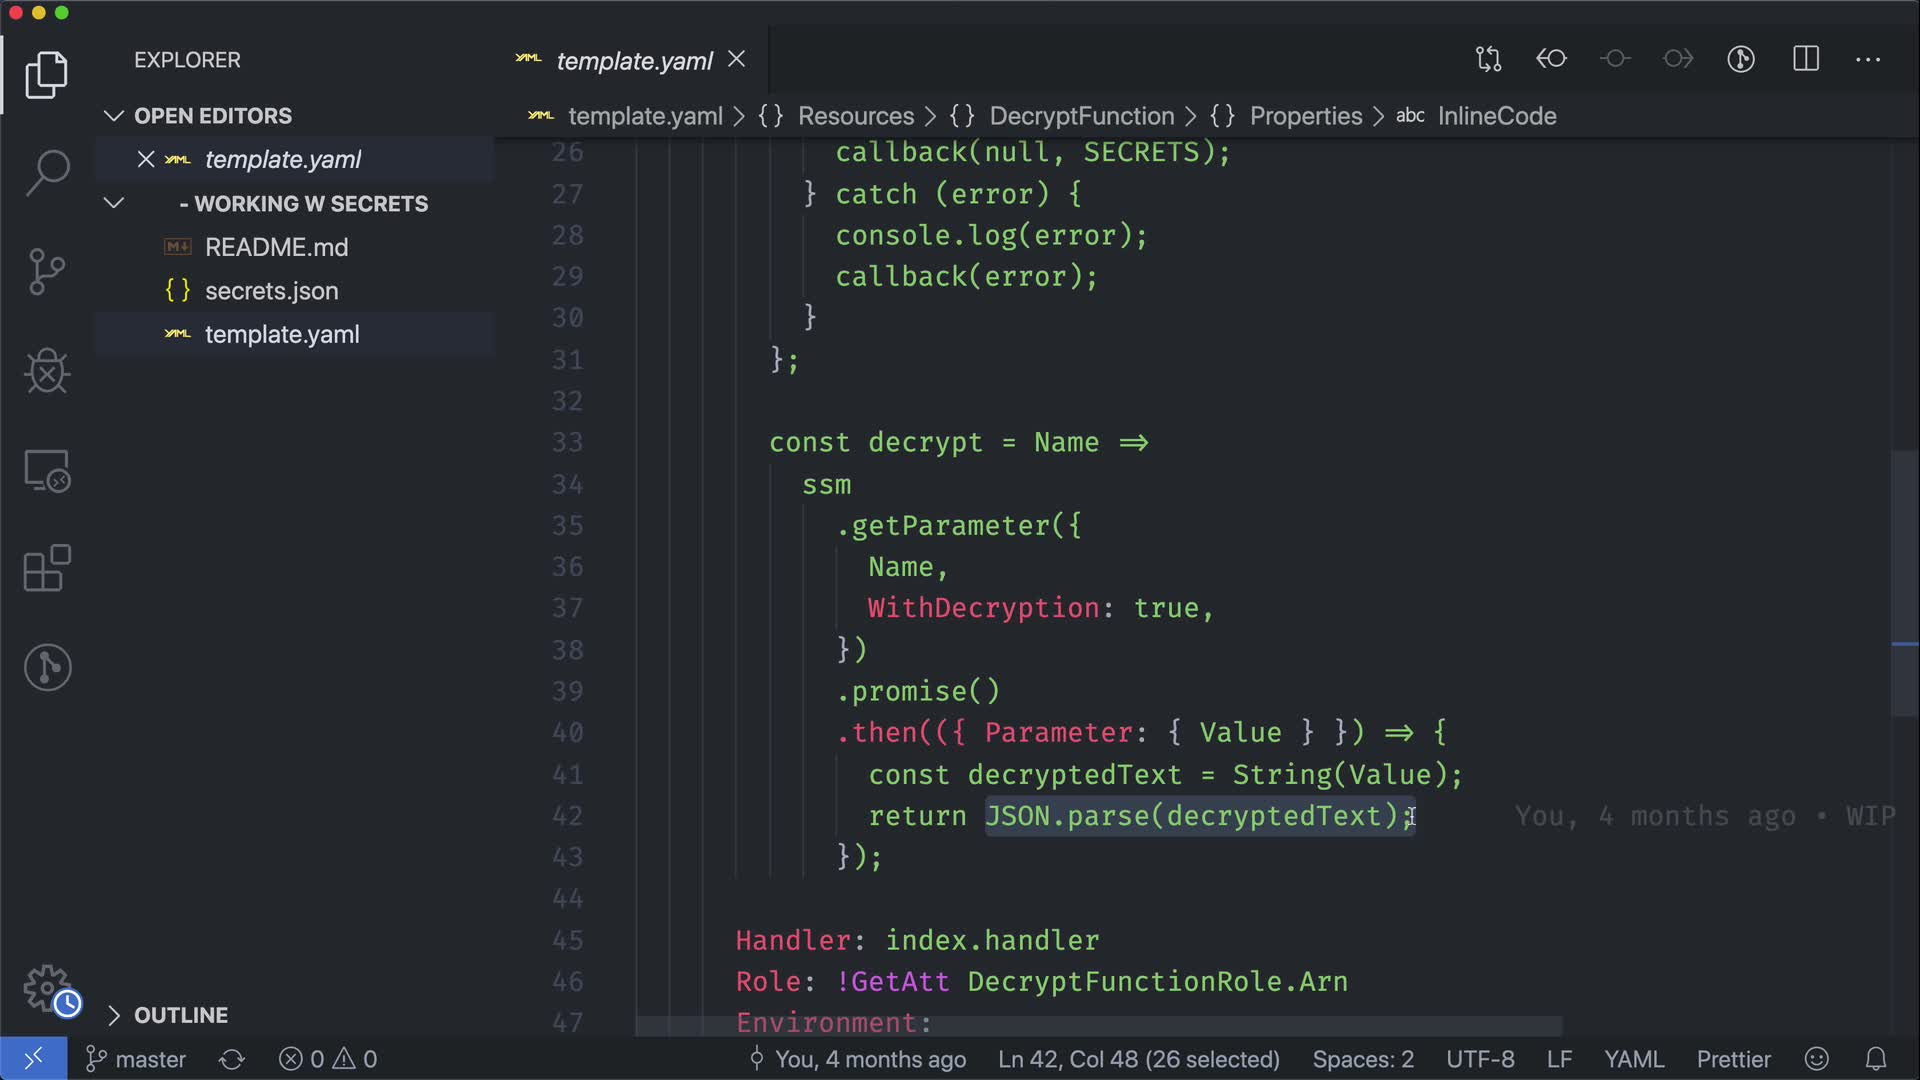 EXPLORER
OPEN EDITORS
template.yaml
- WORKING W SECRETS
README.md
secrets.json
template.yaml
OUTLINE
template.yaml
template.yaml > {} Resources > {} DecryptFunction > {} Properties > abc InlineCode
26 callback(null, SECRETS);
27 } catch (error) {
28 console.log(error);
29 callback(error);
30 }
31 };
32
33 const decrypt = Name =>
34 ssm
35 .getParameter({
36 Name,
37 WithDecryption: true,
38 })
39 .promise()
40 .then(({ Parameter: { Value } }) => {
41 const decryptedText = String(Value);
42 return JSON.parse(decryptedText); You, 4 months ago • WIP
43 });
44
45 Handler: index.handler
46 Role: !GetAtt DecryptFunctionRole.Arn
47 Environment:
master 0 0 You, 4 months ago Ln 42, Col 48 (26 selected) Spaces: 2 UTF-8 LF YAML Prettier